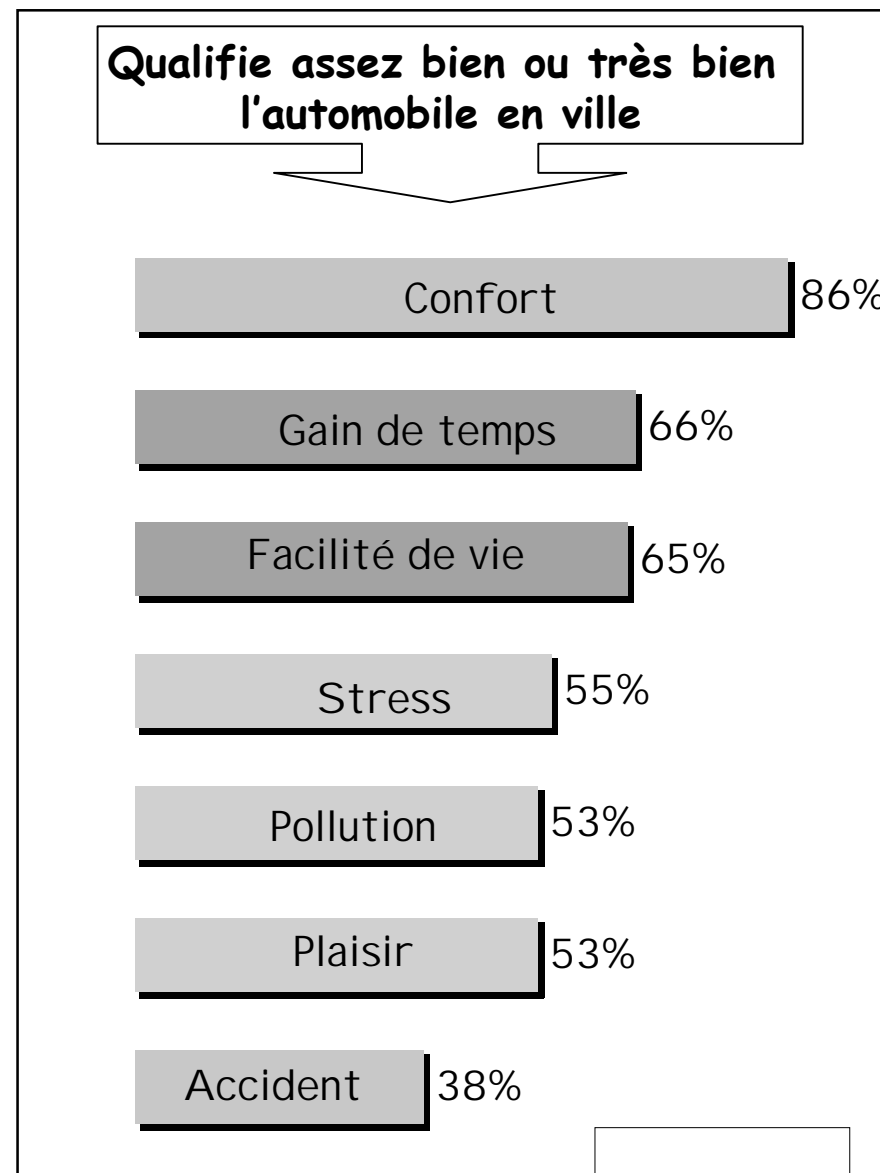 Qualifie assez bien ou très bien
l'automobile en ville
Confort 86%
Gain de temps 66%
Facilité de vie 65%
Stress 55%
Pollution 53%
Plaisir 53%
Accident 38%